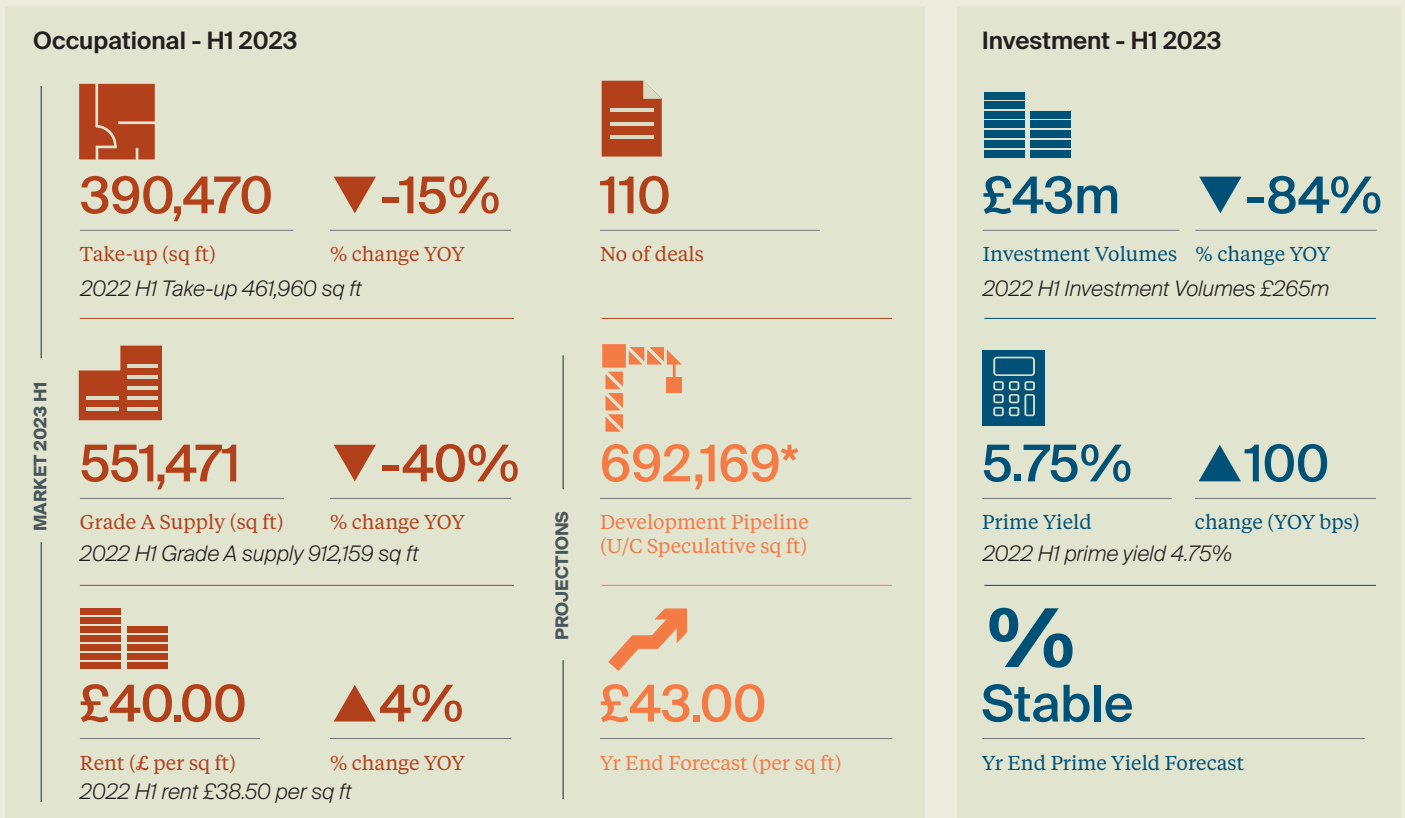 Occupational - H1 2023
MARKET 2023 H1
390,470
▼-15%
Take-up (sq ft)
% change YOY
2022 H1 Take-up 461,960 sq ft
110
No of deals
551,471
▼-40%
Grade A Supply (sq ft)
% change YOY
2022 H1 Grade A supply 912,159 sq ft
£40.00
▲4%
Rent (£ per sq ft)
% change YOY
2022 H1 rent £38.50 per sq ft
PROJECTIONS
692,169*
Development Pipeline
(U/C Speculative sq ft)
£43.00
Yr End Forecast (per sq ft)
Investment - H1 2023
£43m
▼-84%
Investment Volumes
% change YOY
2022 H1 Investment Volumes £265m
5.75%
▲100
Prime Yield
change (YOY bps)
2022 H1 prime yield 4.75%
%
Stable
Yr End Prime Yield Forecast